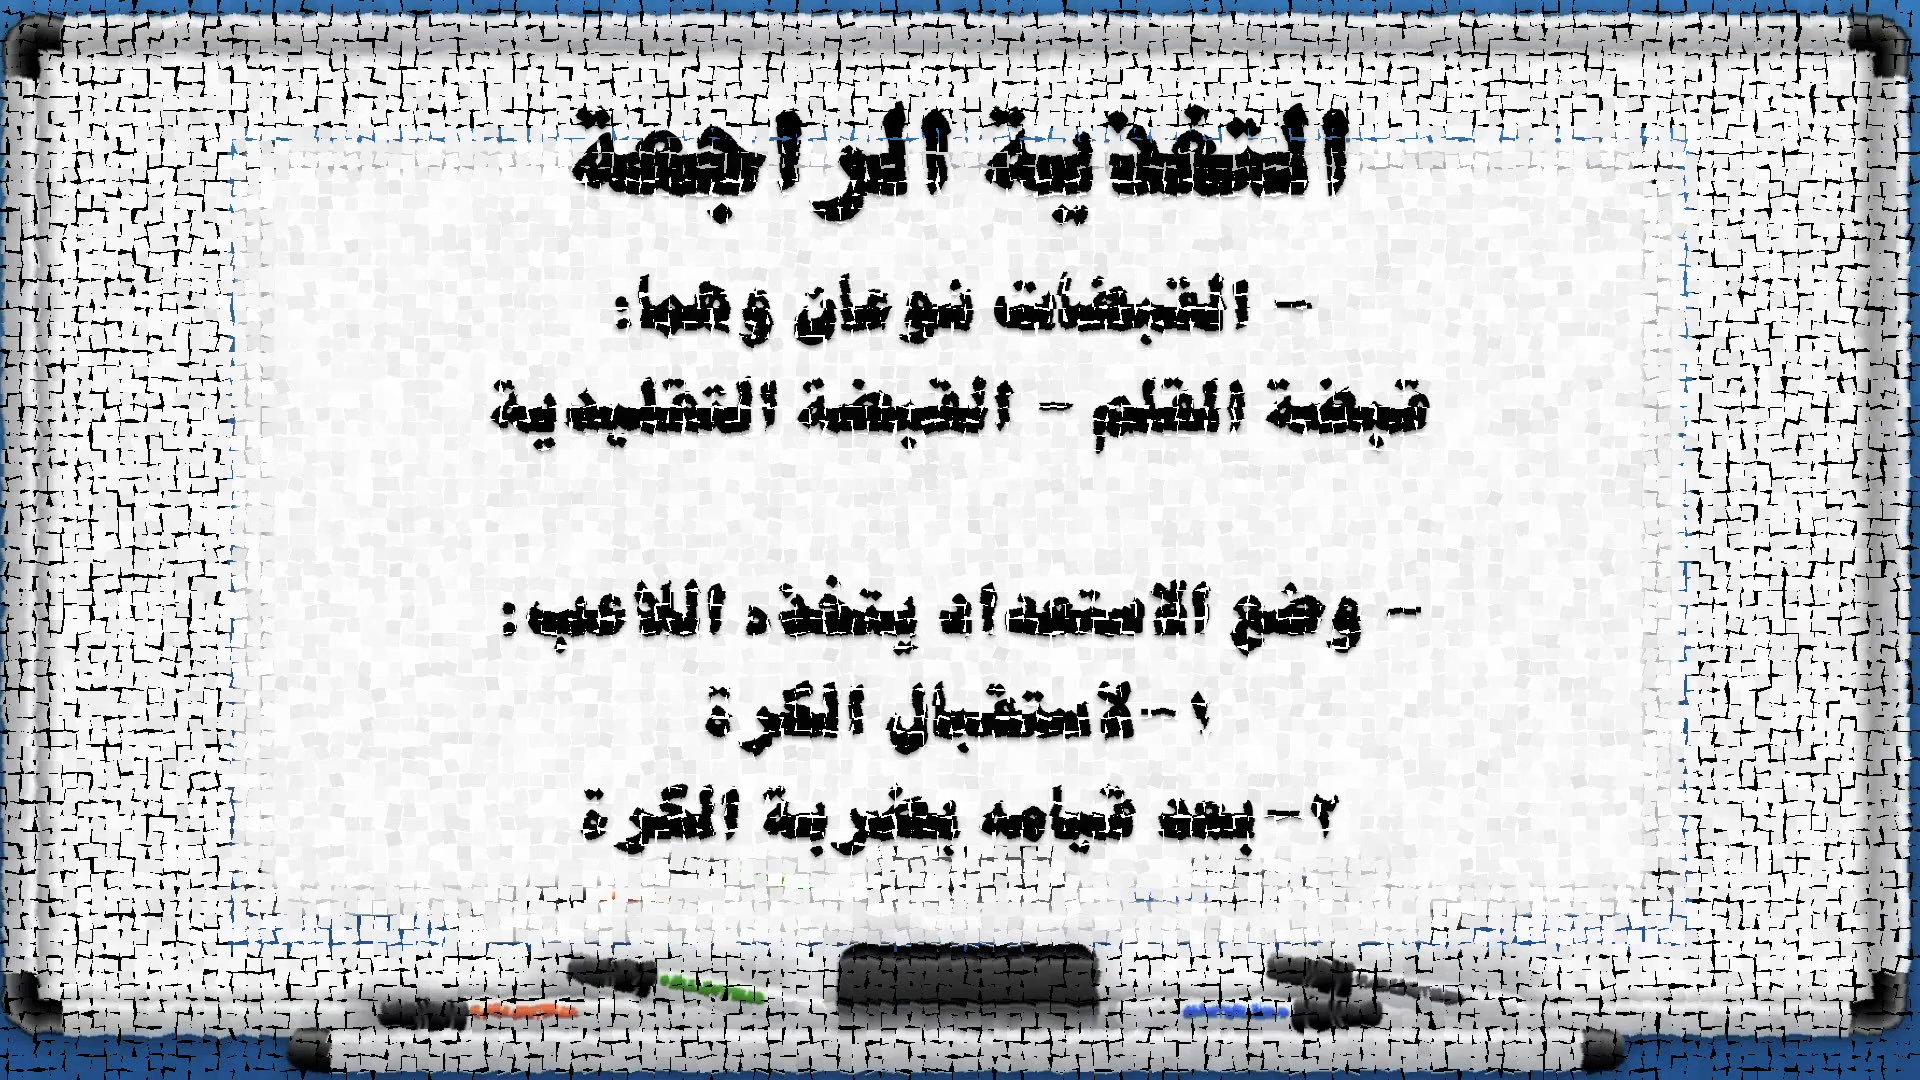 التغذية الراجعة
- القبضات نوعان وهما:
قبضة القلم - القبضة التقليدية
- وضع الاستعداد يتخذه اللاعب:
١-لاستقبال الكرة
٢-بعد قيامه بضربة الكرة